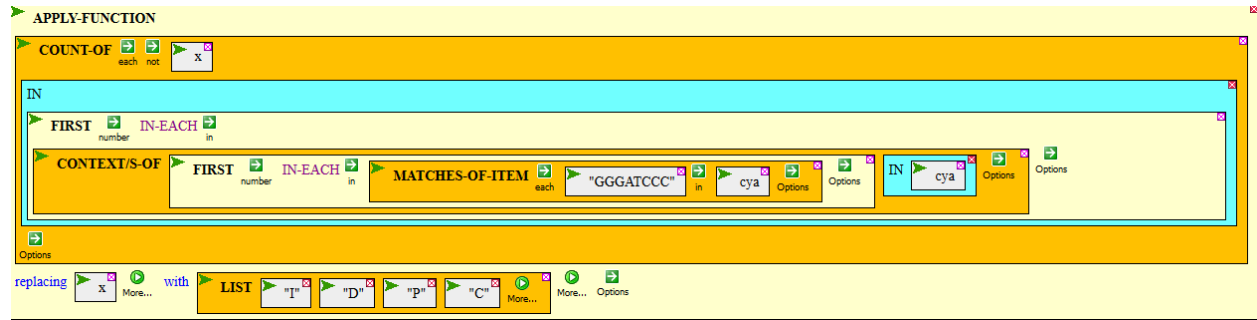 APPLY-FUNCTION
COUNT-OF each not x
IN
FIRST number IN-EACH in
CONTEXT/S-OF FIRST number IN-EACH in MATCHES-OF-ITEM each "GGGATCCC" in cya Options Options IN cya Options Options
Options
replacing x More... with LIST "I" "D" "P" "C" More... More... Options